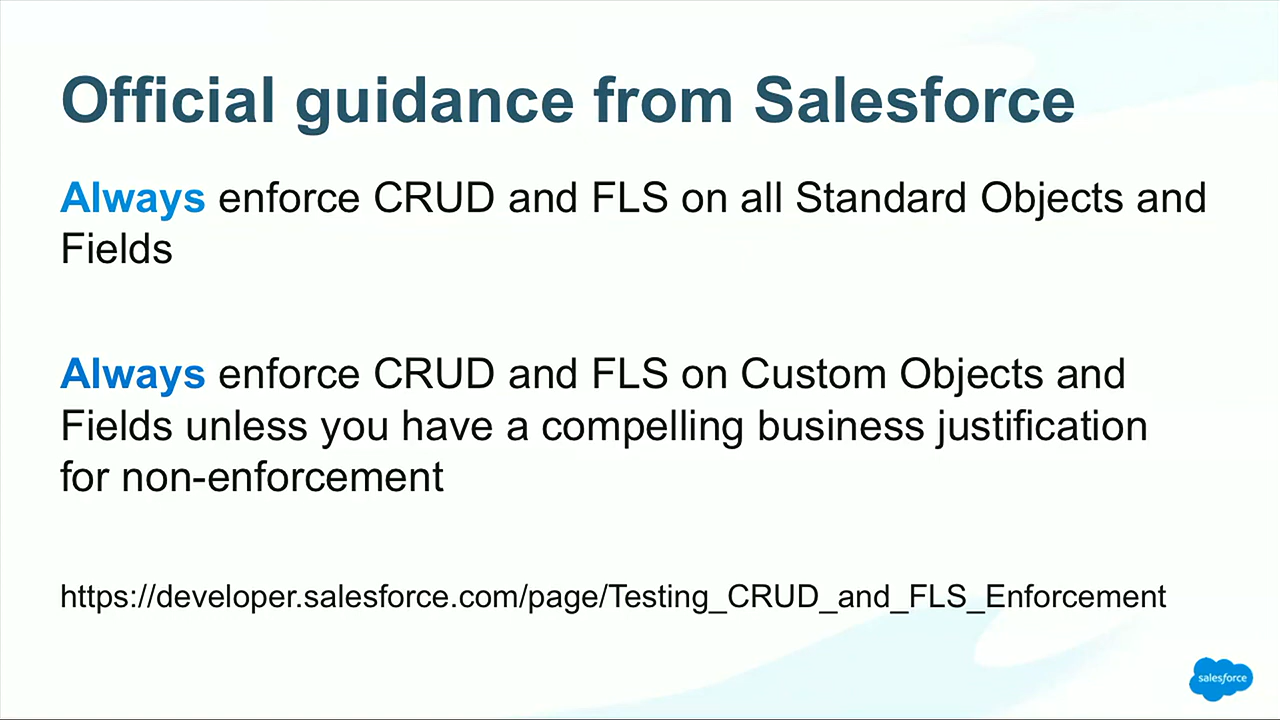 Official guidance from Salesforce
Always enforce CRUD and FLS on all Standard Objects and
Fields
Always enforce CRUD and FLS on Custom Objects and
Fields unless you have a compelling business justification
for non-enforcement
https://developer.salesforce.com/page/Testing_CRUD_and_FLS_Enforcement
salesforce